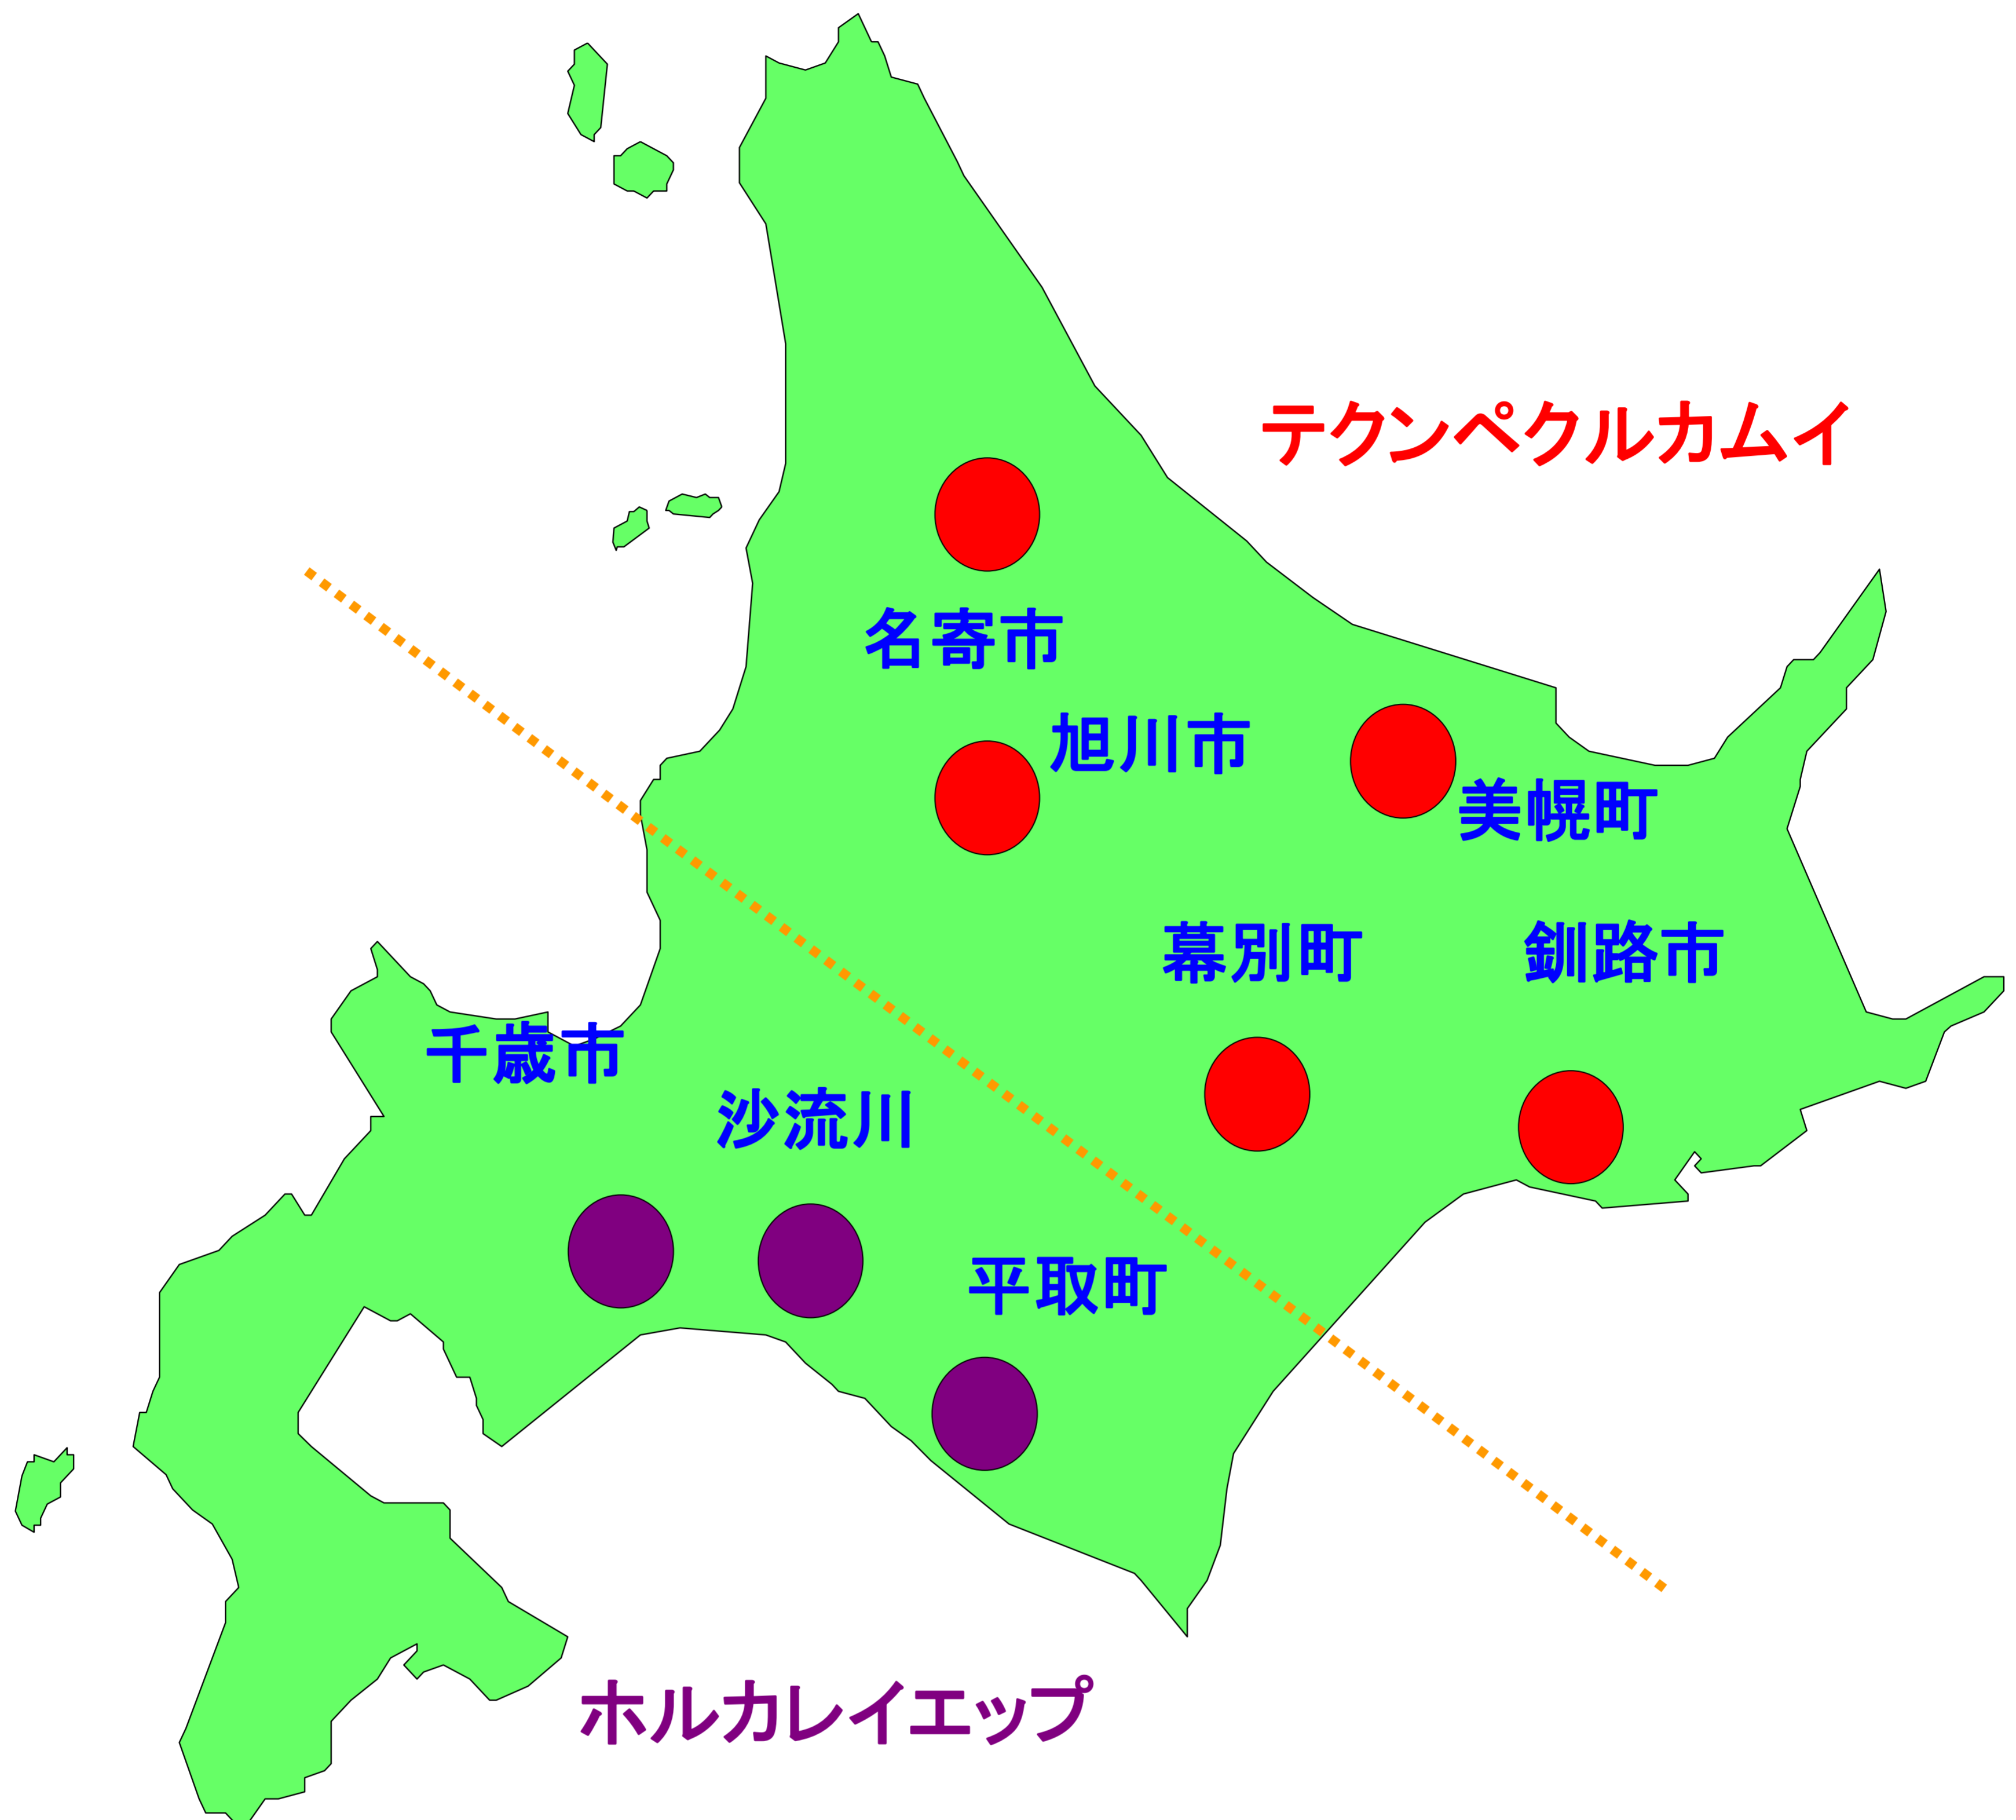 テクンペクルカムイ
名寄市
旭川市
美幌町
幕別町
釧路市
千歳市
沙流川
平取町
ホルカレイエップ